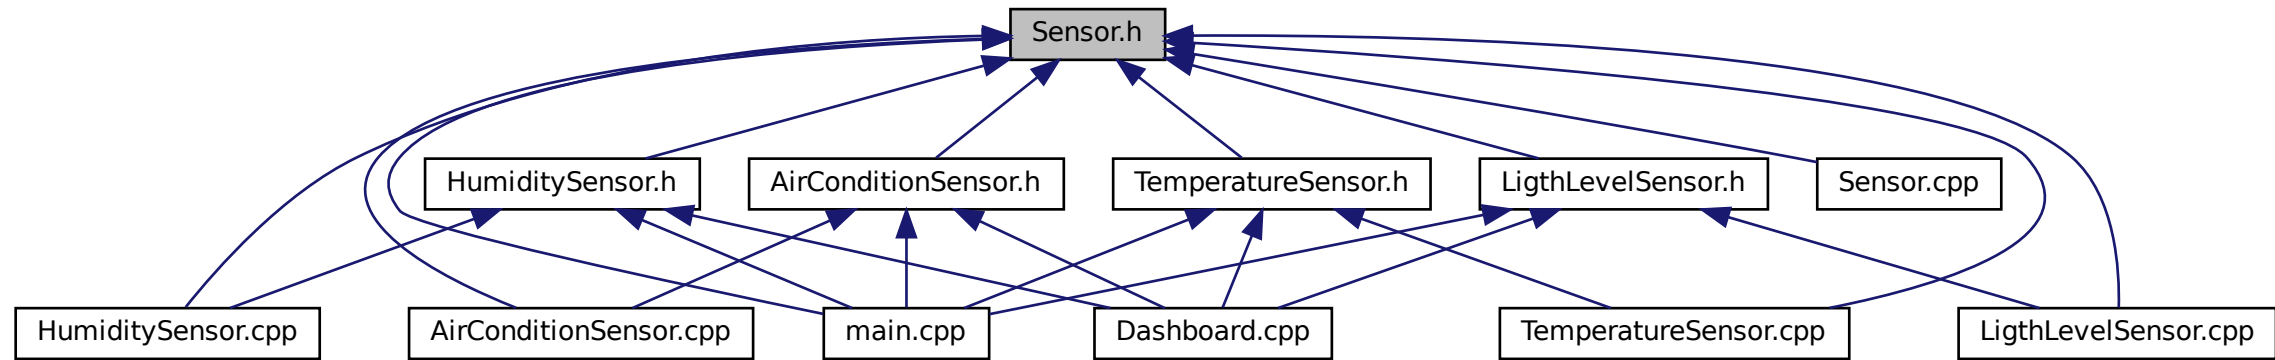 Sensor.h
HumiditySensor.h
AirConditionSensor.h
TemperatureSensor.h
LigthLevelSensor.h
Sensor.cpp
HumiditySensor.cpp
AirConditionSensor.cpp
main.cpp
Dashboard.cpp
TemperatureSensor.cpp
LigthLevelSensor.cpp